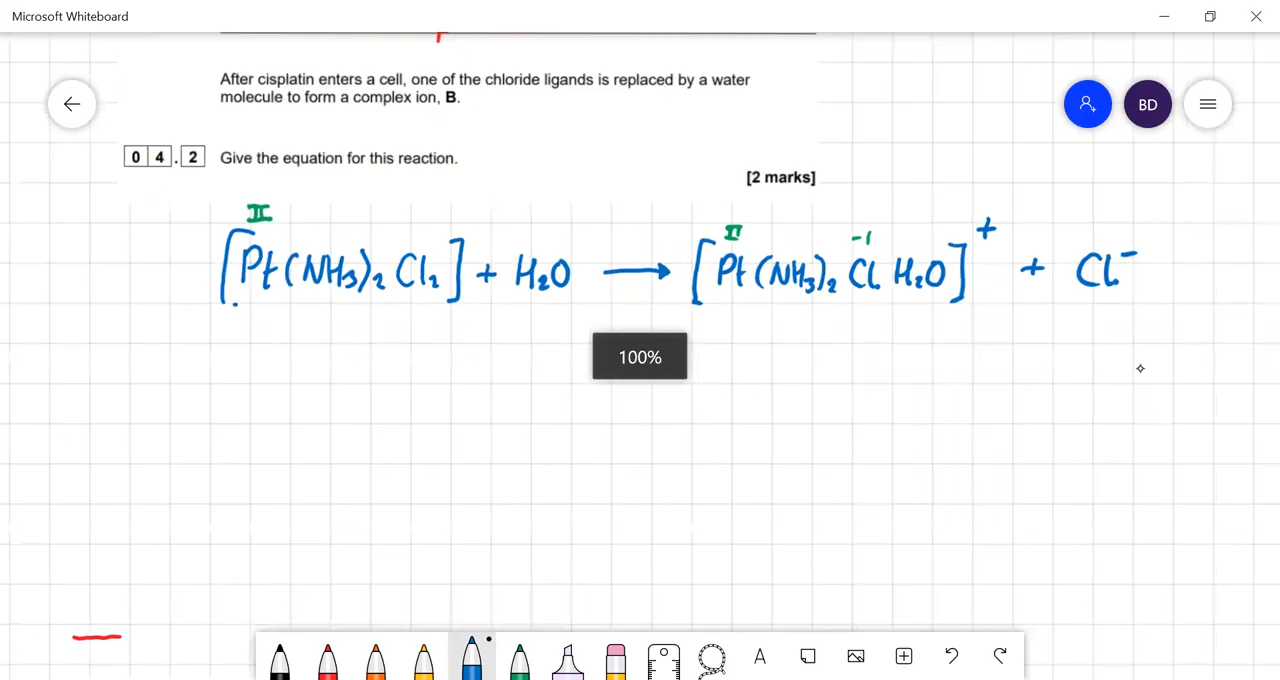 Microsoft Whiteboard
After cisplatin enters a cell, one of the chloride ligands is replaced by a water
molecule to form a complex ion, B.
BD
0 4 . 2 Give the equation for this reaction.
[2 marks]
II II -1
[Pt(NH₃)₂Cl₂] + H₂O → [Pt(NH₃)₂ Cl H₂O]⁺ + Cl⁻
100%
A